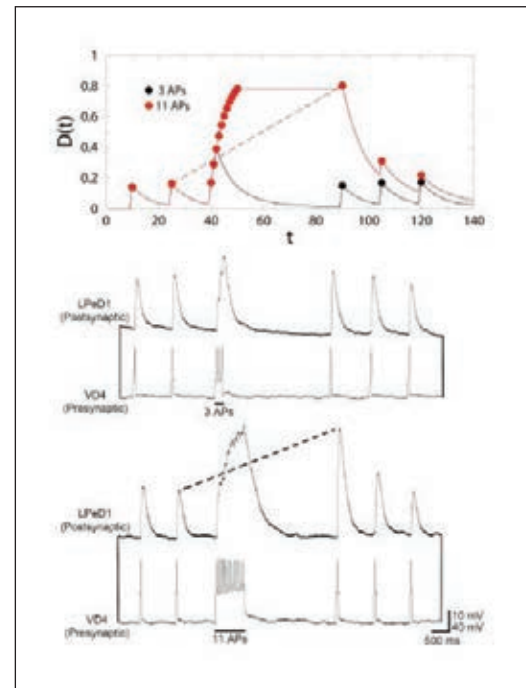 1
0.8
0.6
0.4
0.2
0
D(t)
3 APs
11 APs
0 20 40 60 80 100 120 140
t
LPeD1
(Postsynaptic)
VD4
(Presynaptic)
3 APs
LPeD1
(Postsynaptic)
VD4
(Presynaptic)
11 APs
10 mV
40 mV
500 ms